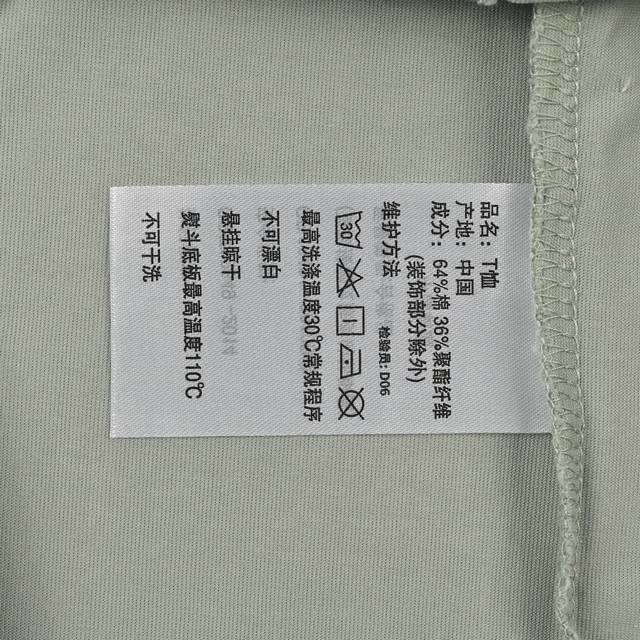 品名：T恤
产地：中国
成分：64%棉 36%聚酯纤维
(装饰部分除外)
维护方法
检验员: D06
30
最高洗涤温度30℃常规程序
不可漂白
悬挂晾干
熨斗底板最高温度110℃
不可干洗